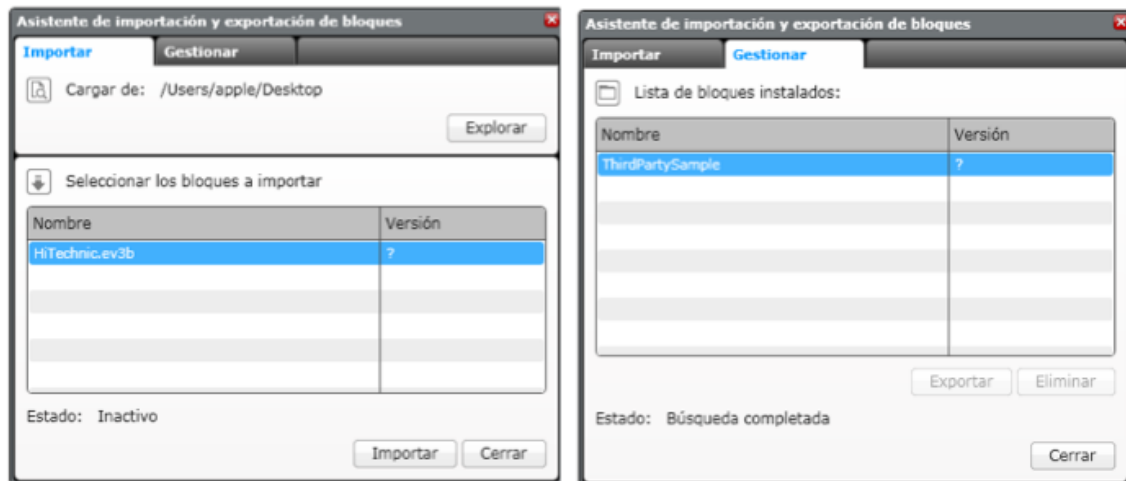 Asistente de importación y exportación de bloques
Importar Gestionar
Cargar de: /Users/apple/Desktop
Explorar
Seleccionar los bloques a importar
Nombre Versión
HiTechnic.ev3b ?
Estado: Inactivo
Importar Cerrar
Asistente de importación y exportación de bloques
Importar Gestionar
Lista de bloques instalados:
Nombre Versión
ThirdPartySample ?
Exportar Eliminar
Estado: Búsqueda completada
Cerrar